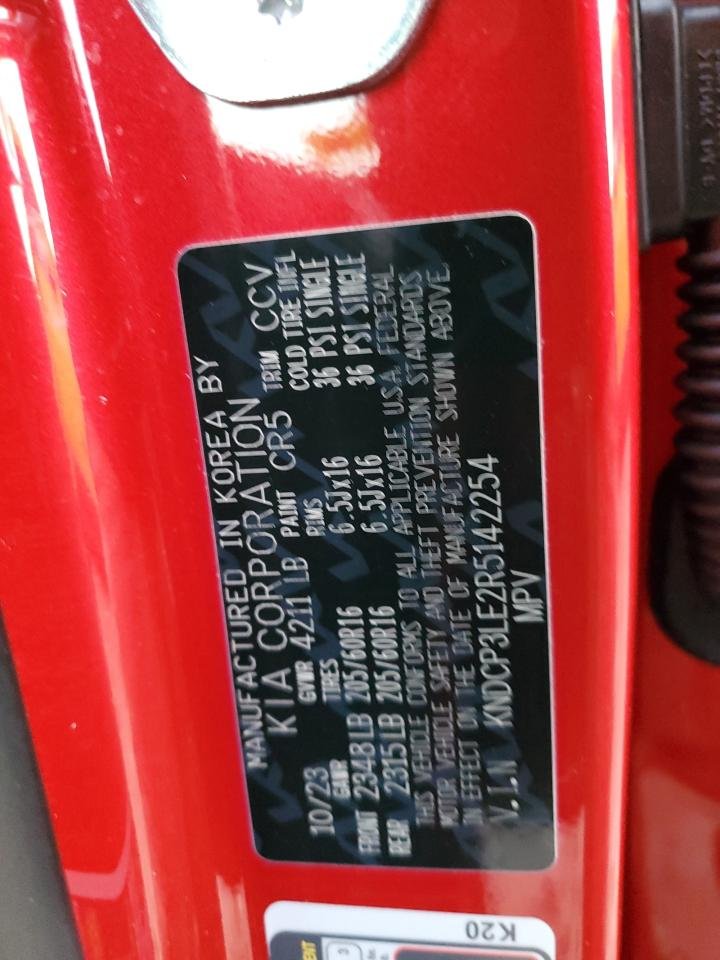 MANUFACTURED IN KOREA BY
KIA CORPORATION
10/23 GVWR 4211 LB PAINT CR5 TRIM CCV
GAWR TIRES RIMS COLD TIRE INFL
FRONT 2348LB 205/60R16 6.5Jx16 36 PSI SINGLE
REAR 2315LB 205/60R16 6.5Jx16 36 PSI SINGLE
THIS VEHICLE CONFORMS TO ALL APPLICABLE U.S.A. FEDERAL
MOTOR VEHICLE SAFETY AND THEFT PREVENTION STANDARDS
IN EFFECT ON THE DATE OF MANUFACTURE SHOWN ABOVE.
V.I.N KNDCP3LE2R5142254
MPV
K20
3